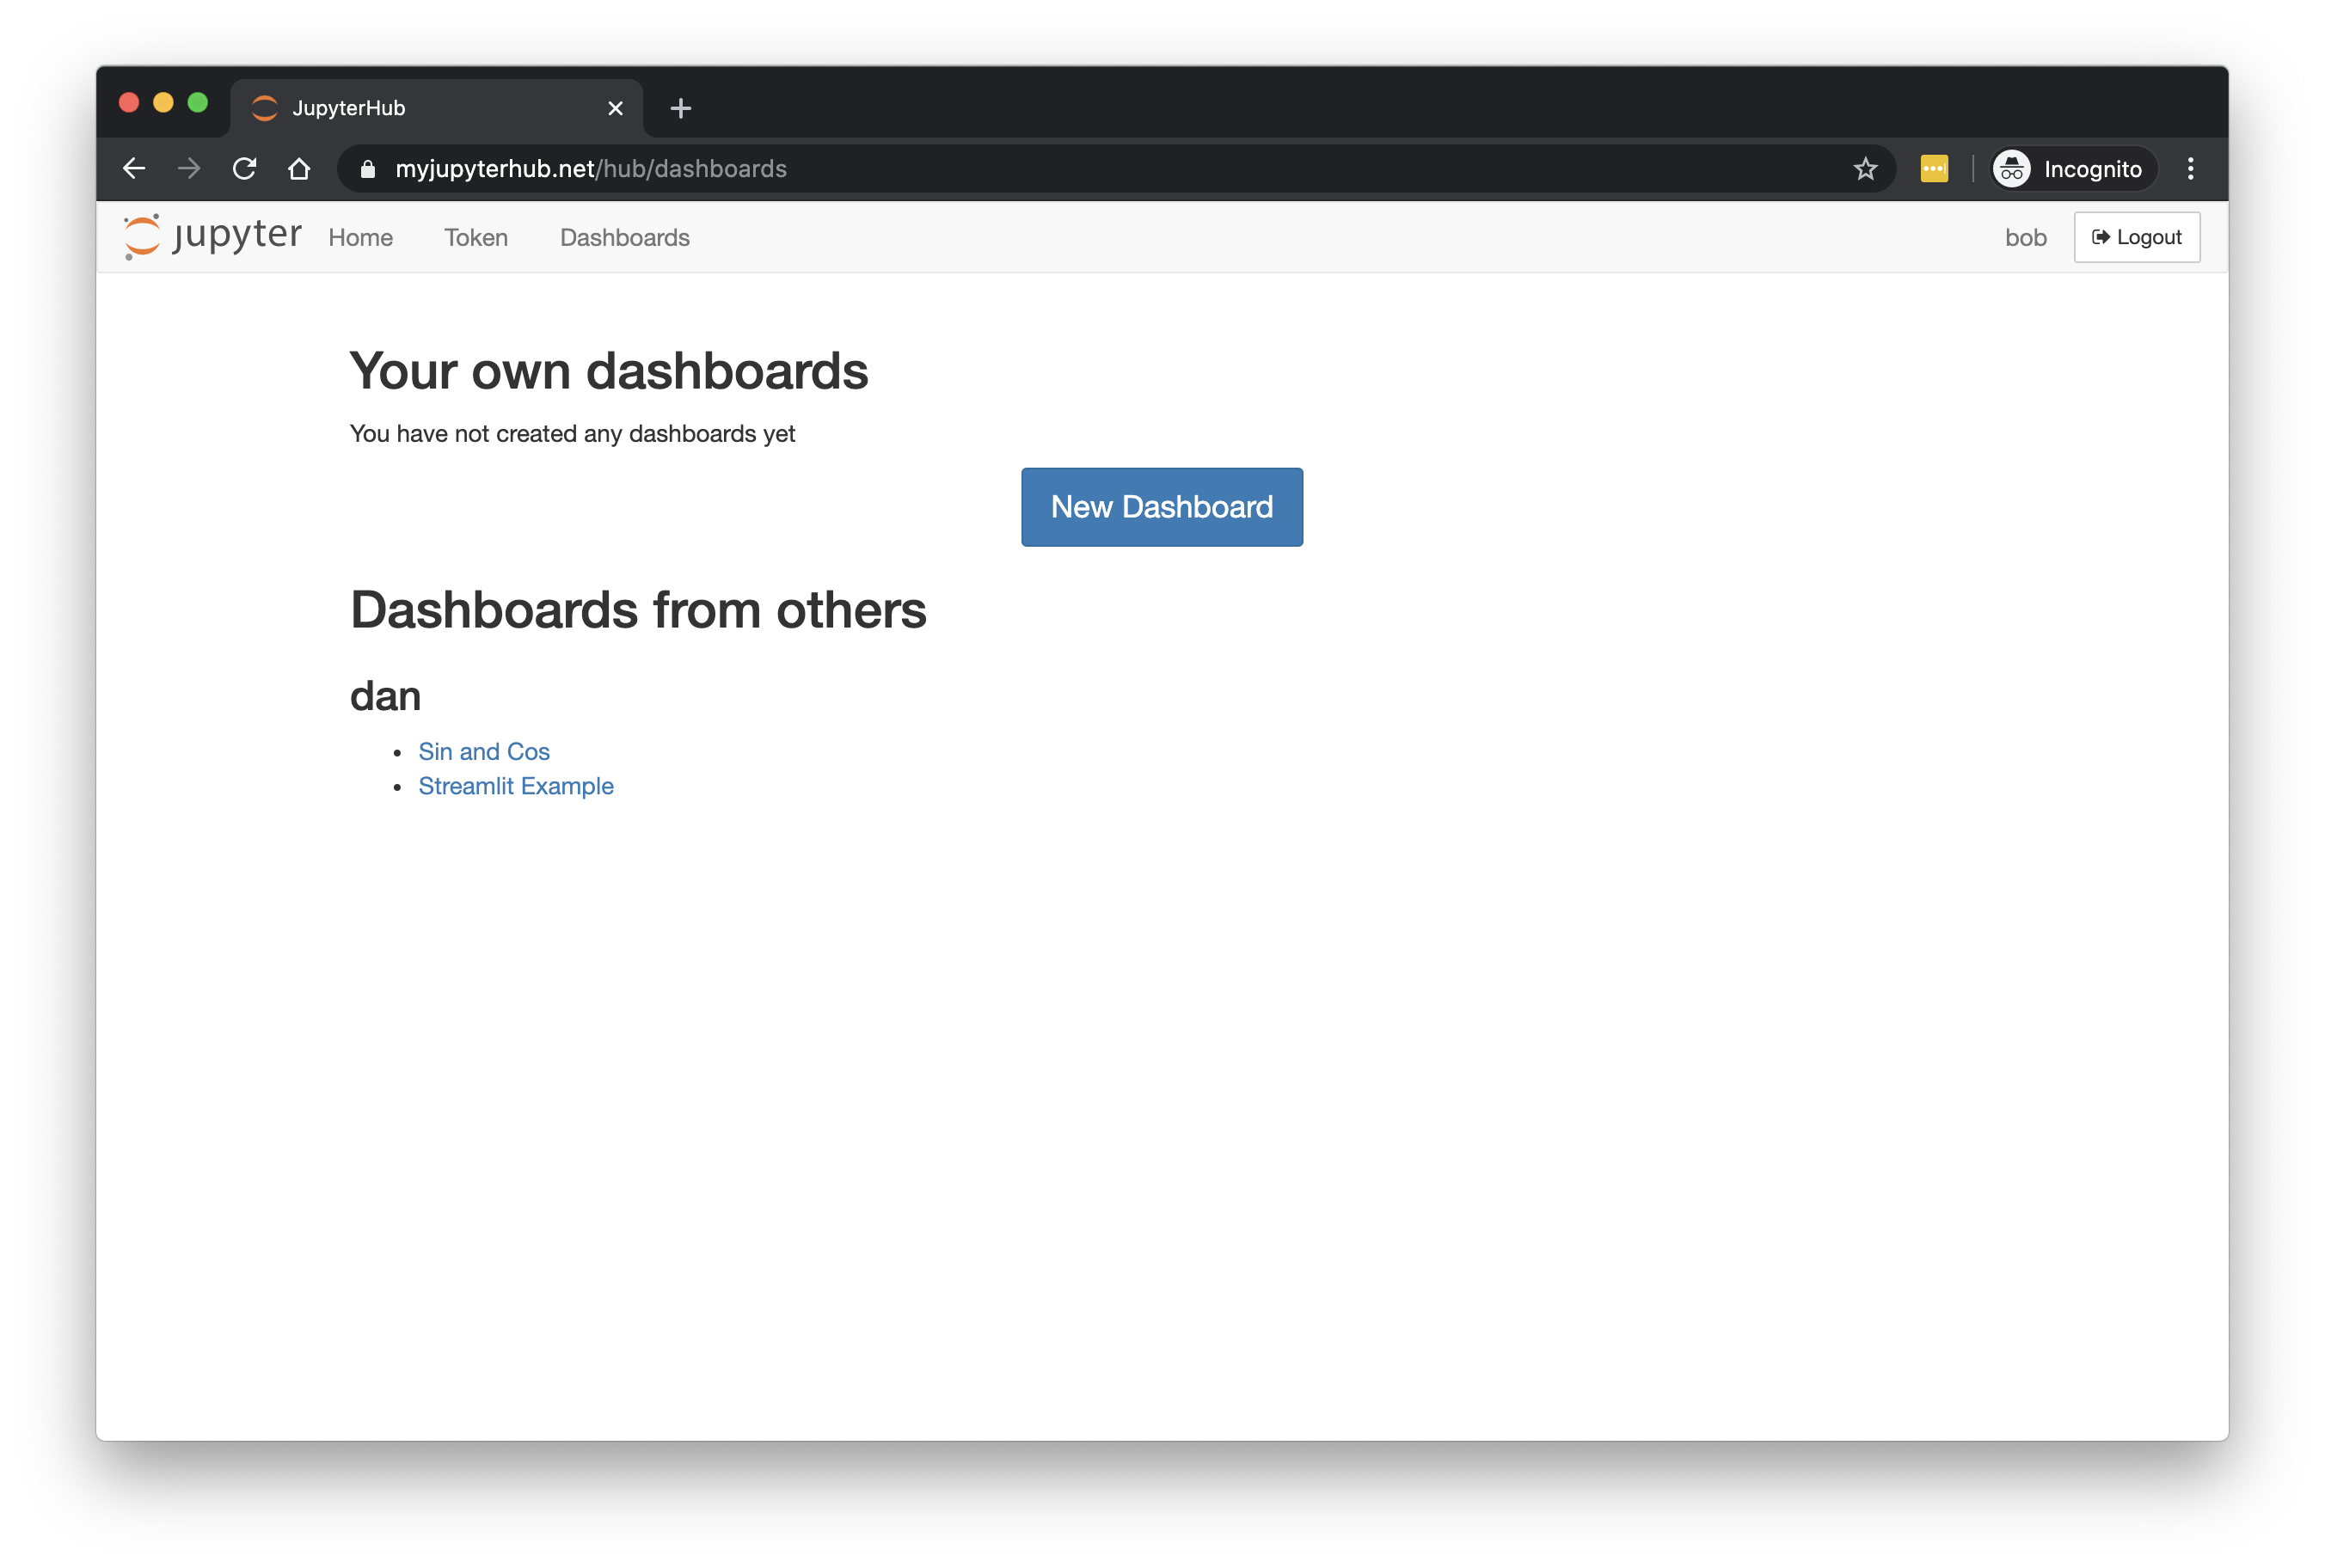 JupyterHub
myjupyterhub.net/hub/dashboards
Incognito
jupyter Home Token Dashboards bob Logout
Your own dashboards
You have not created any dashboards yet
New Dashboard
Dashboards from others
dan
Sin and Cos
Streamlit Example